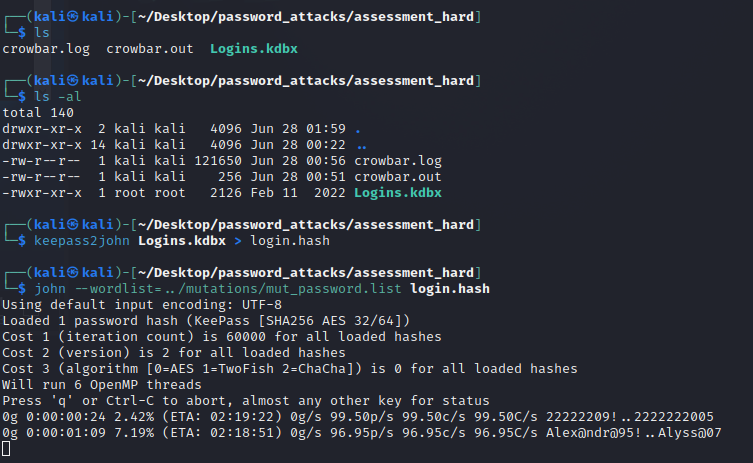 ┌──(kali㉿kali)-[~/Desktop/password_attacks/assessment_hard]
└─$ ls
crowbar.log  crowbar.out  Logins.kdbx
┌──(kali㉿kali)-[~/Desktop/password_attacks/assessment_hard]
└─$ ls -al
total 140
drwxr-xr-x  2 kali kali   4096 Jun 28 01:59 .
drwxr-xr-x 14 kali kali   4096 Jun 28 00:22 ..
-rw-r--r--  1 kali kali 121650 Jun 28 00:56 crowbar.log
-rw-r--r--  1 kali kali    256 Jun 28 00:51 crowbar.out
-rwxr-xr-x  1 root root   2126 Feb 11  2022 Logins.kdbx
┌──(kali㉿kali)-[~/Desktop/password_attacks/assessment_hard]
└─$ keepass2john Logins.kdbx > login.hash
┌──(kali㉿kali)-[~/Desktop/password_attacks/assessment_hard]
└─$ john --wordlist=../mutations/mut_password.list login.hash
Using default input encoding: UTF-8
Loaded 1 password hash (KeePass [SHA256 AES 32/64])
Cost 1 (iteration count) is 60000 for all loaded hashes
Cost 2 (version) is 2 for all loaded hashes
Cost 3 (algorithm [0=AES 1=TwoFish 2=ChaCha]) is 0 for all loaded hashes
Will run 6 OpenMP threads
Press 'q' or Ctrl-C to abort, almost any other key for status
0g 0:00:00:24 2.42% (ETA: 02:19:22) 0g/s 99.50p/s 99.50c/s 99.50C/s 22222209!..2222222005
0g 0:00:01:09 7.19% (ETA: 02:18:51) 0g/s 96.95p/s 96.95c/s 96.95C/s Alex@ndr@95!..Alyss@07